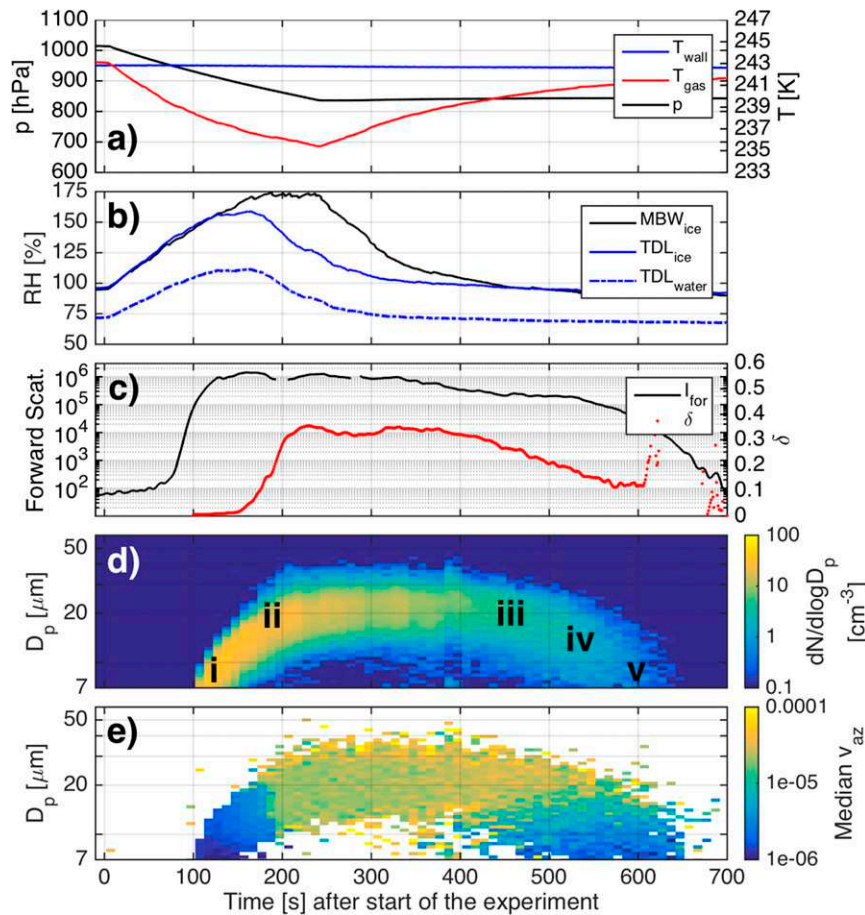 a)
p [hPa]
1100
1000
900
800
700
600
247
245
243
241
239
237
235
233
T [K]
T_wall
T_gas
p
b)
RH [%]
175
150
125
100
75
50
MBW_ice
TDL_ice
TDL_water
c)
Forward Scat.
10^6
10^5
10^4
10^3
10^2
0.6
0.5
0.4
0.3
0.2
0.1
0
δ
I_for
δ
d)
D_p [μm]
50
20
7
i
ii
iii
iv
v
100
10
1
0.1
dN/dlogD_p
[cm^-3]
e)
D_p [μm]
50
20
7
0.0001
1e-05
1e-06
Median v_az
0 100 200 300 400 500 600 700
Time [s] after start of the experiment